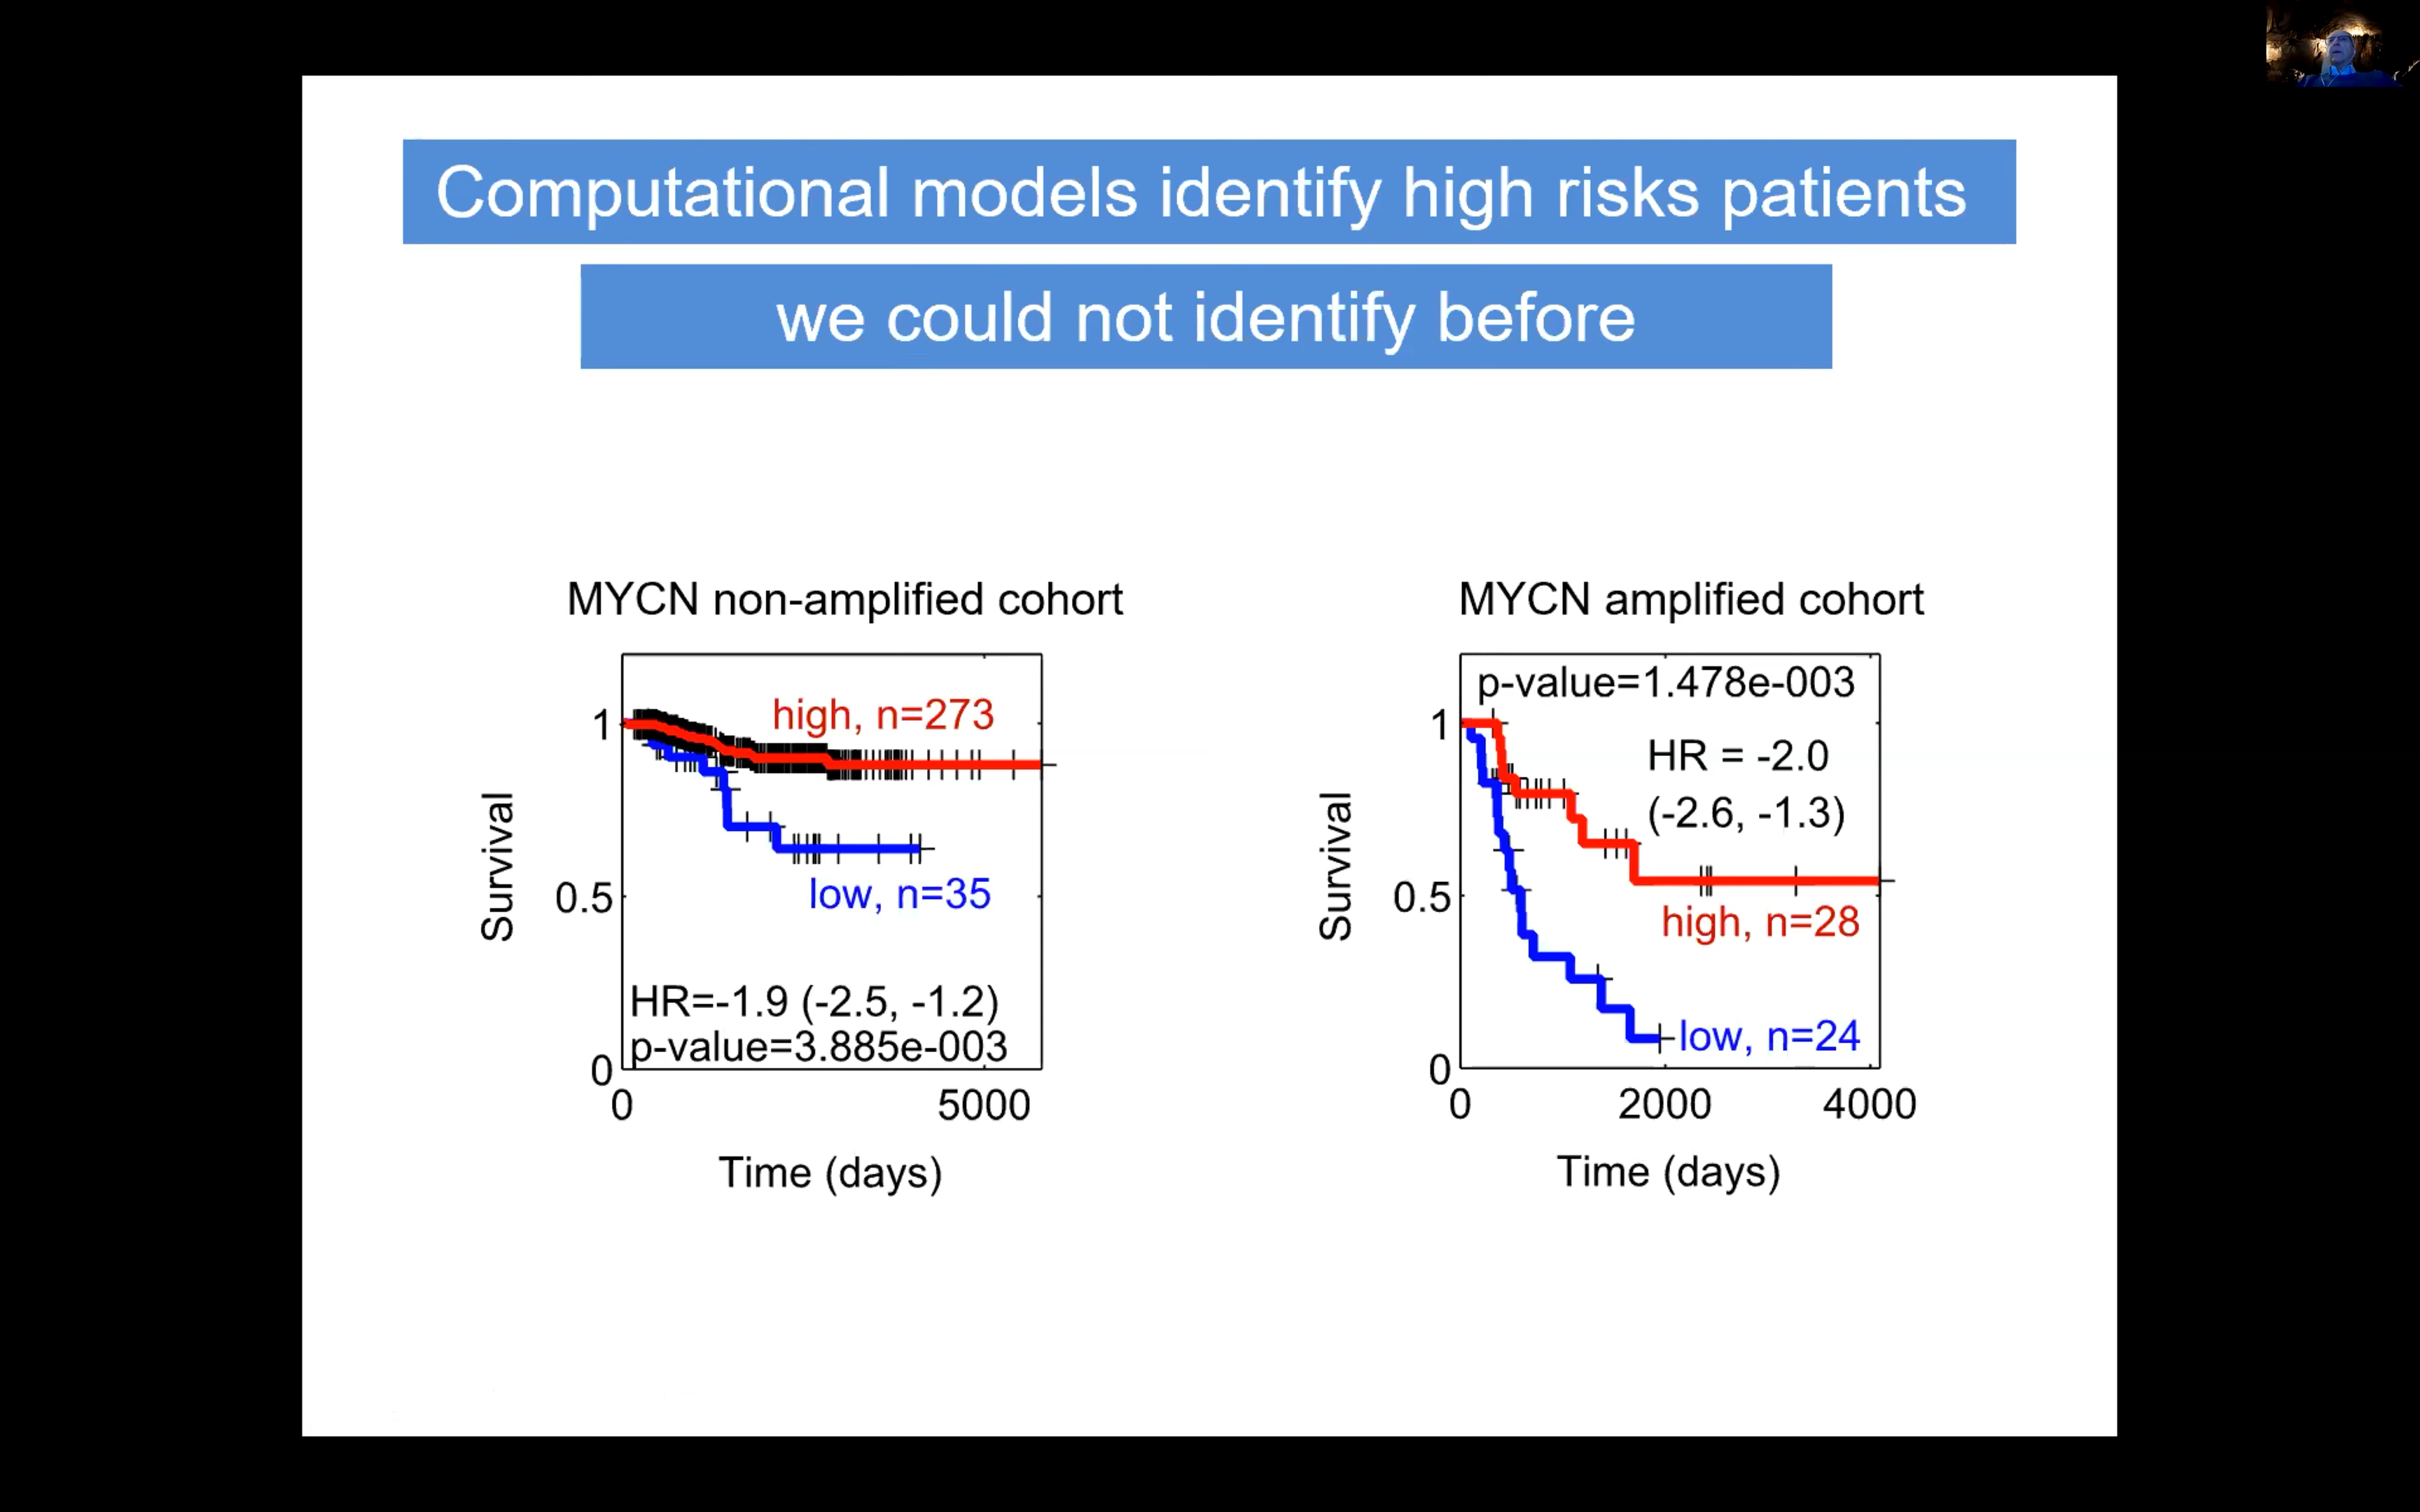 Computational models identify high risks patients
we could not identify before
MYCN non-amplified cohort
1
0.5
0
Survival
high, n=273
low, n=35
HR=-1.9 (-2.5, -1.2)
p-value=3.885e-003
0 5000
Time (days)
MYCN amplified cohort
p-value=1.478e-003
1
0.5
0
Survival
HR = -2.0
(-2.6, -1.3)
high, n=28
low, n=24
0 2000 4000
Time (days)